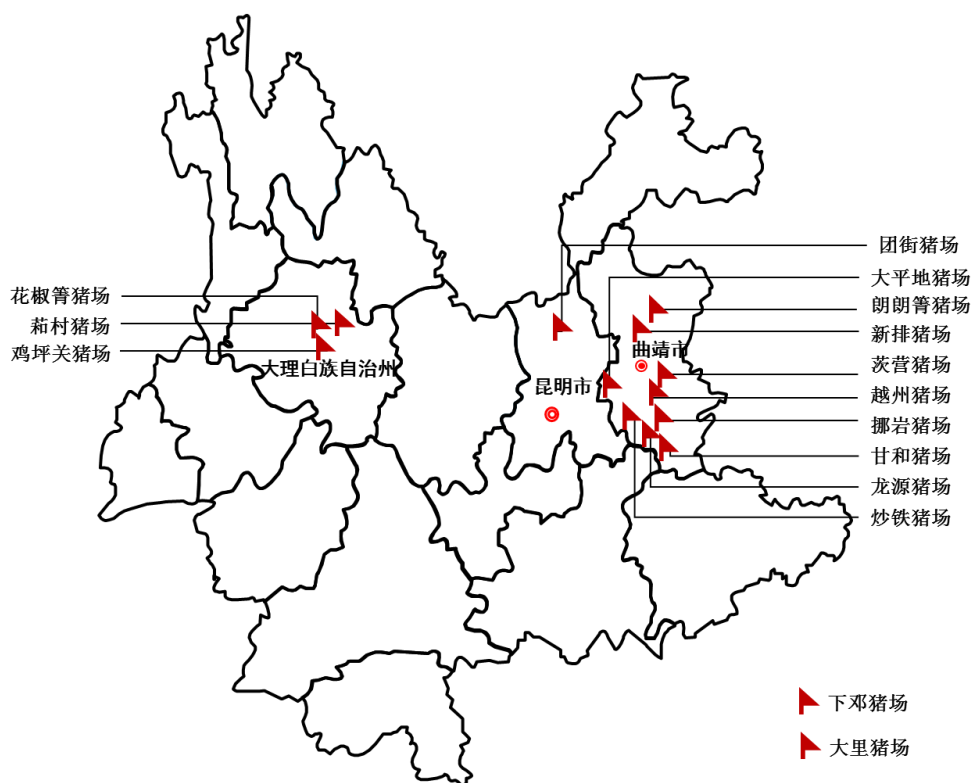 团街猪场
大平地猪场
花椒箐猪场
朗朗箐猪场
菥村猪场
新排猪场
鸡坪关猪场
曲靖市
大理白族自治州
茨营猪场
昆明市
越州猪场
挪岩猪场
甘和猪场
龙源猪场
炒铁猪场
下邓猪场
大里猪场